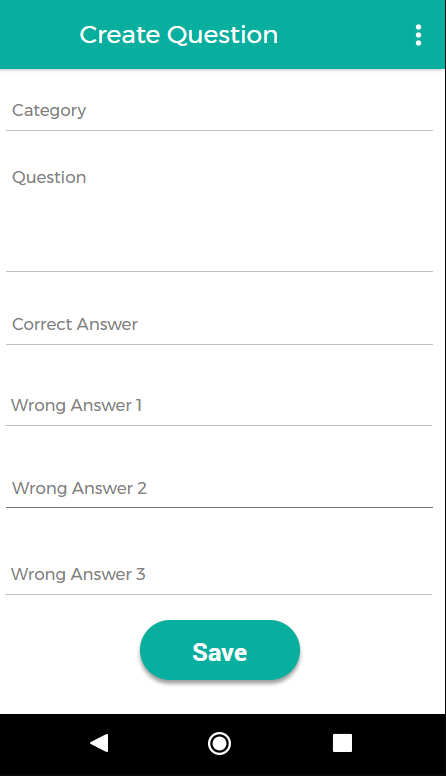 Create Question
Category
Question
Correct Answer
Wrong Answer 1
Wrong Answer 2
Wrong Answer 3
Save